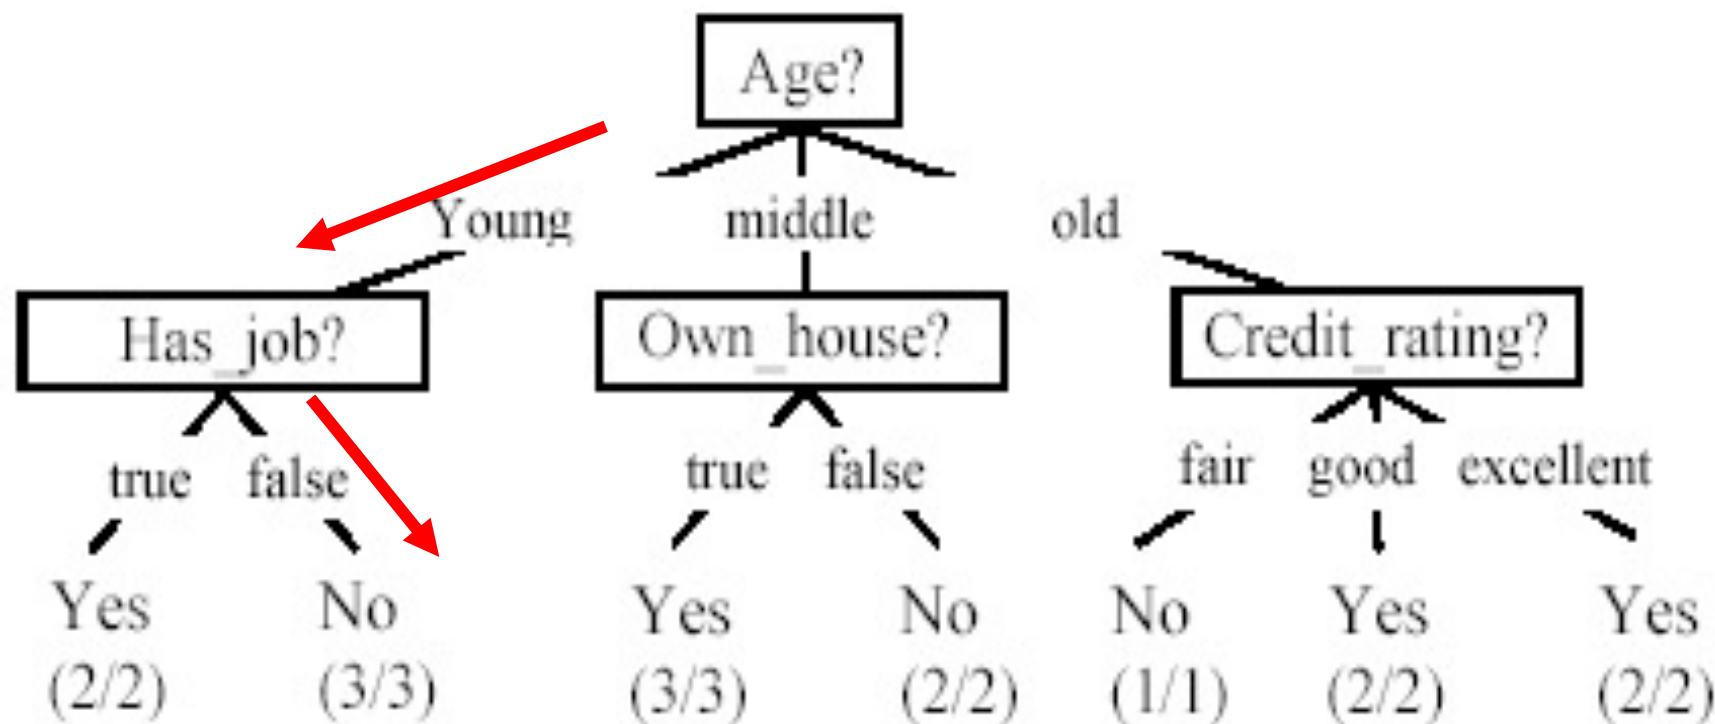 Age?
Young middle old
Has_job? Own_house? Credit_rating?
true false true false fair good excellent
Yes No Yes No No Yes Yes
(2/2) (3/3) (3/3) (2/2) (1/1) (2/2) (2/2)